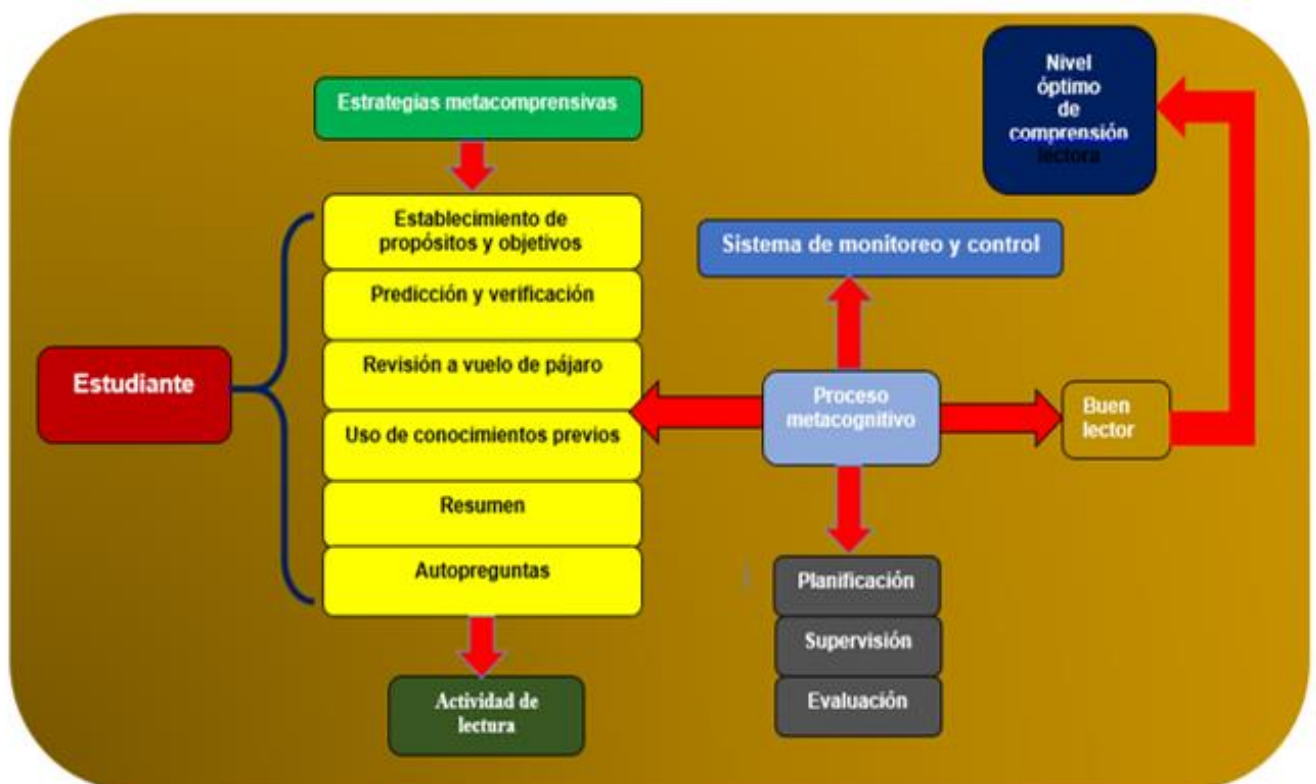 Estrategias metacomprensivas
Establecimiento de
propósitos y objetivos
Predicción y verificación
Revisión a vuelo de pájaro
Uso de conocimientos previos
Resumen
Autopreguntas
Actividad de
lectura
Estudiante
Sistema de monitoreo y control
Proceso
metacognitivo
Planificación
Supervisión
Evaluación
Buen
lector
Nivel
óptimo
de
comprensión
lectora